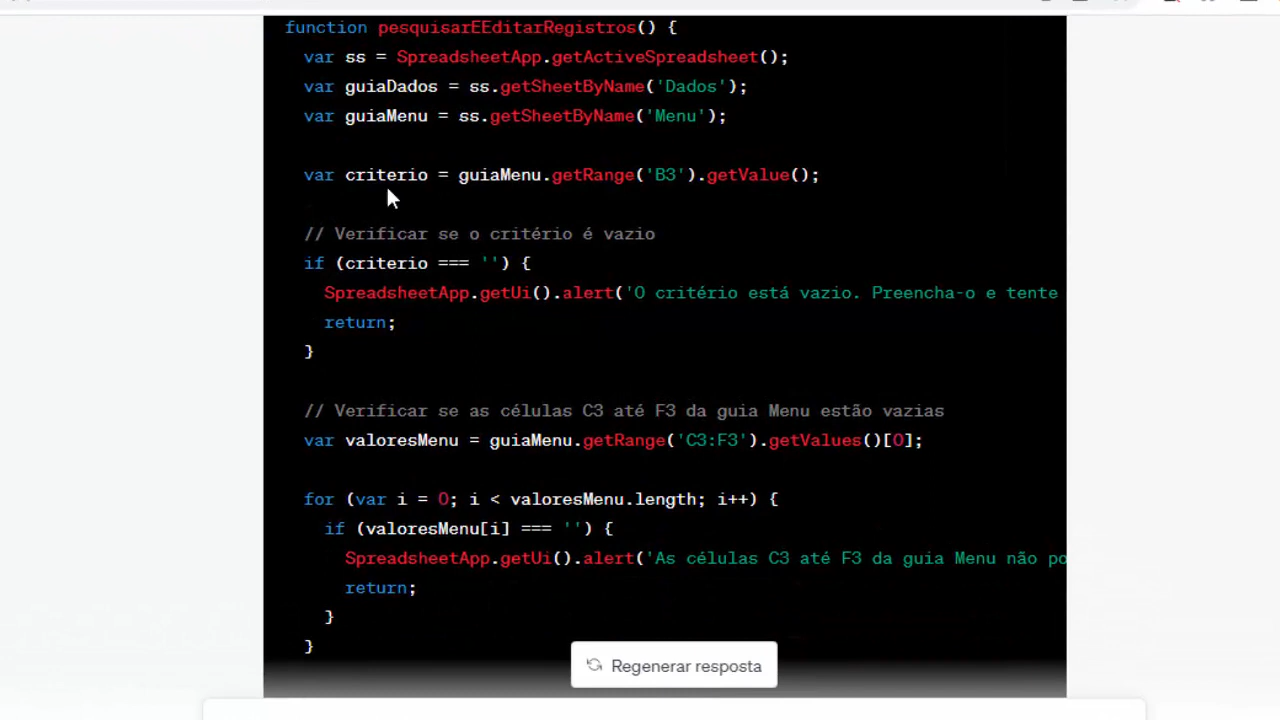 function pesquisarEEditarRegistros() {
var ss = SpreadsheetApp.getActiveSpreadsheet();
var guiaDados = ss.getSheetByName('Dados');
var guiaMenu = ss.getSheetByName('Menu');
var criterio = guiaMenu.getRange('B3').getValue();
// Verificar se o critério é vazio
if (criterio === '') {
SpreadsheetApp.getUi().alert('O critério está vazio. Preencha-o e tente
return;
}
// Verificar se as células C3 até F3 da guia Menu estão vazias
var valoresMenu = guiaMenu.getRange('C3:F3').getValues()[0];
for (var i = 0; i < valoresMenu.length; i++) {
if (valoresMenu[i] === '') {
SpreadsheetApp.getUi().alert('As células C3 até F3 da guia Menu não po
return;
}
}
Regenerar resposta